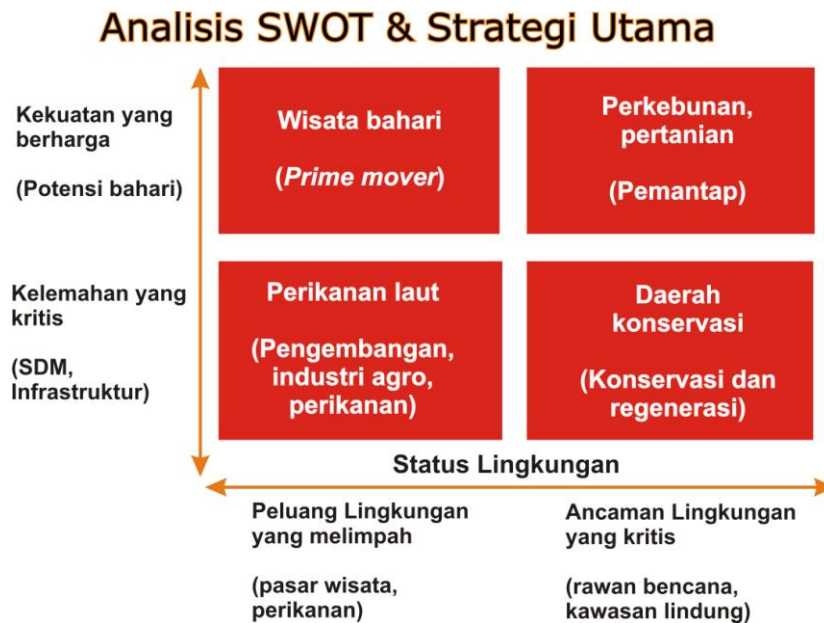 Analisis SWOT & Strategi Utama
Kekuatan yang
berharga
(Potensi bahari)
Wisata bahari
(Prime mover)
Perkebunan,
pertanian
(Pemantap)
Kelemahan yang
kritis
(SDM,
Infrastruktur)
Perikanan laut
(Pengembangan,
industri agro,
perikanan)
Daerah
konservasi
(Konservasi dan
regenerasi)
Status Lingkungan
Peluang Lingkungan
yang melimpah
(pasar wisata,
perikanan)
Ancaman Lingkungan
yang kritis
(rawan bencana,
kawasan lindung)